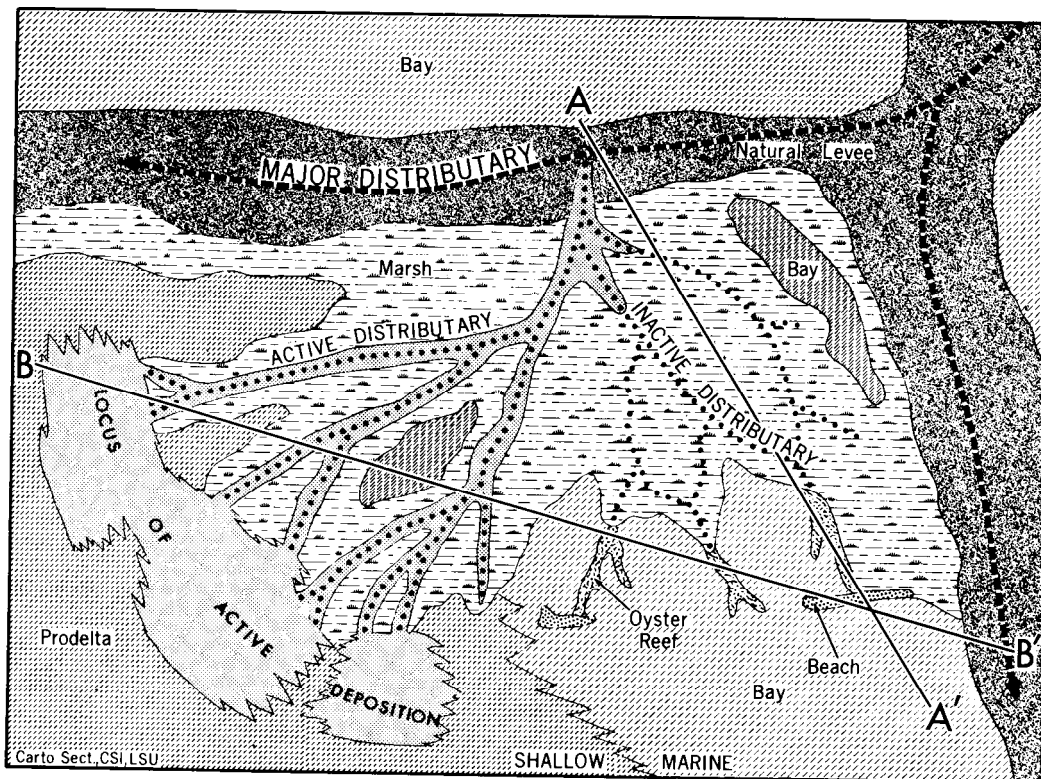 Bay
A
MAJOR DISTRIBUTARY
Natural Levee
Marsh
Bay
ACTIVE DISTRIBUTARY
INACTIVE DISTRIBUTARY
B
LOCUS
OF
ACTIVE
DEPOSITION
Oyster
Reef
Beach
Prodelta
Bay
B'
A'
Carto Sect., CSI, LSU
SHALLOW MARINE